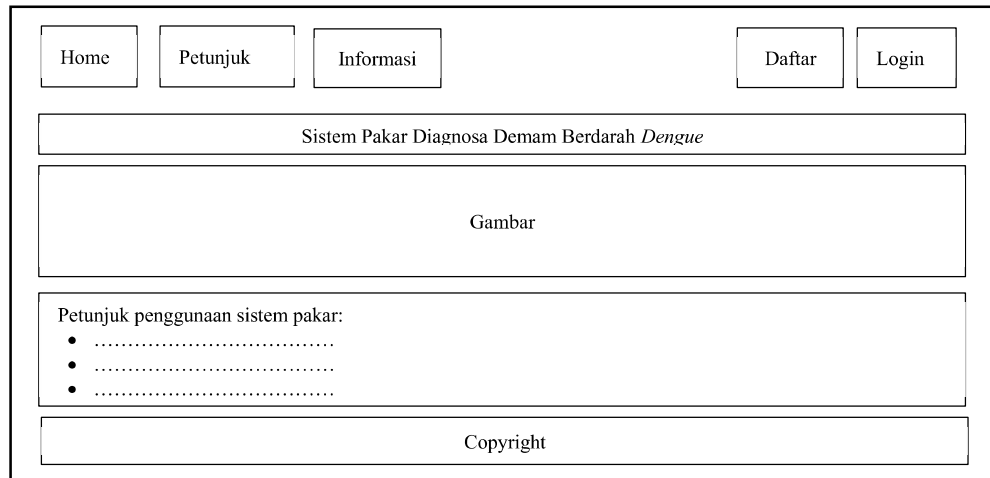 Home
Petunjuk
Informasi
Daftar
Login
Sistem Pakar Diagnosa Demam Berdarah Dengue
Gambar
Petunjuk penggunaan sistem pakar:
• ....................................
• ....................................
• ....................................
Copyright